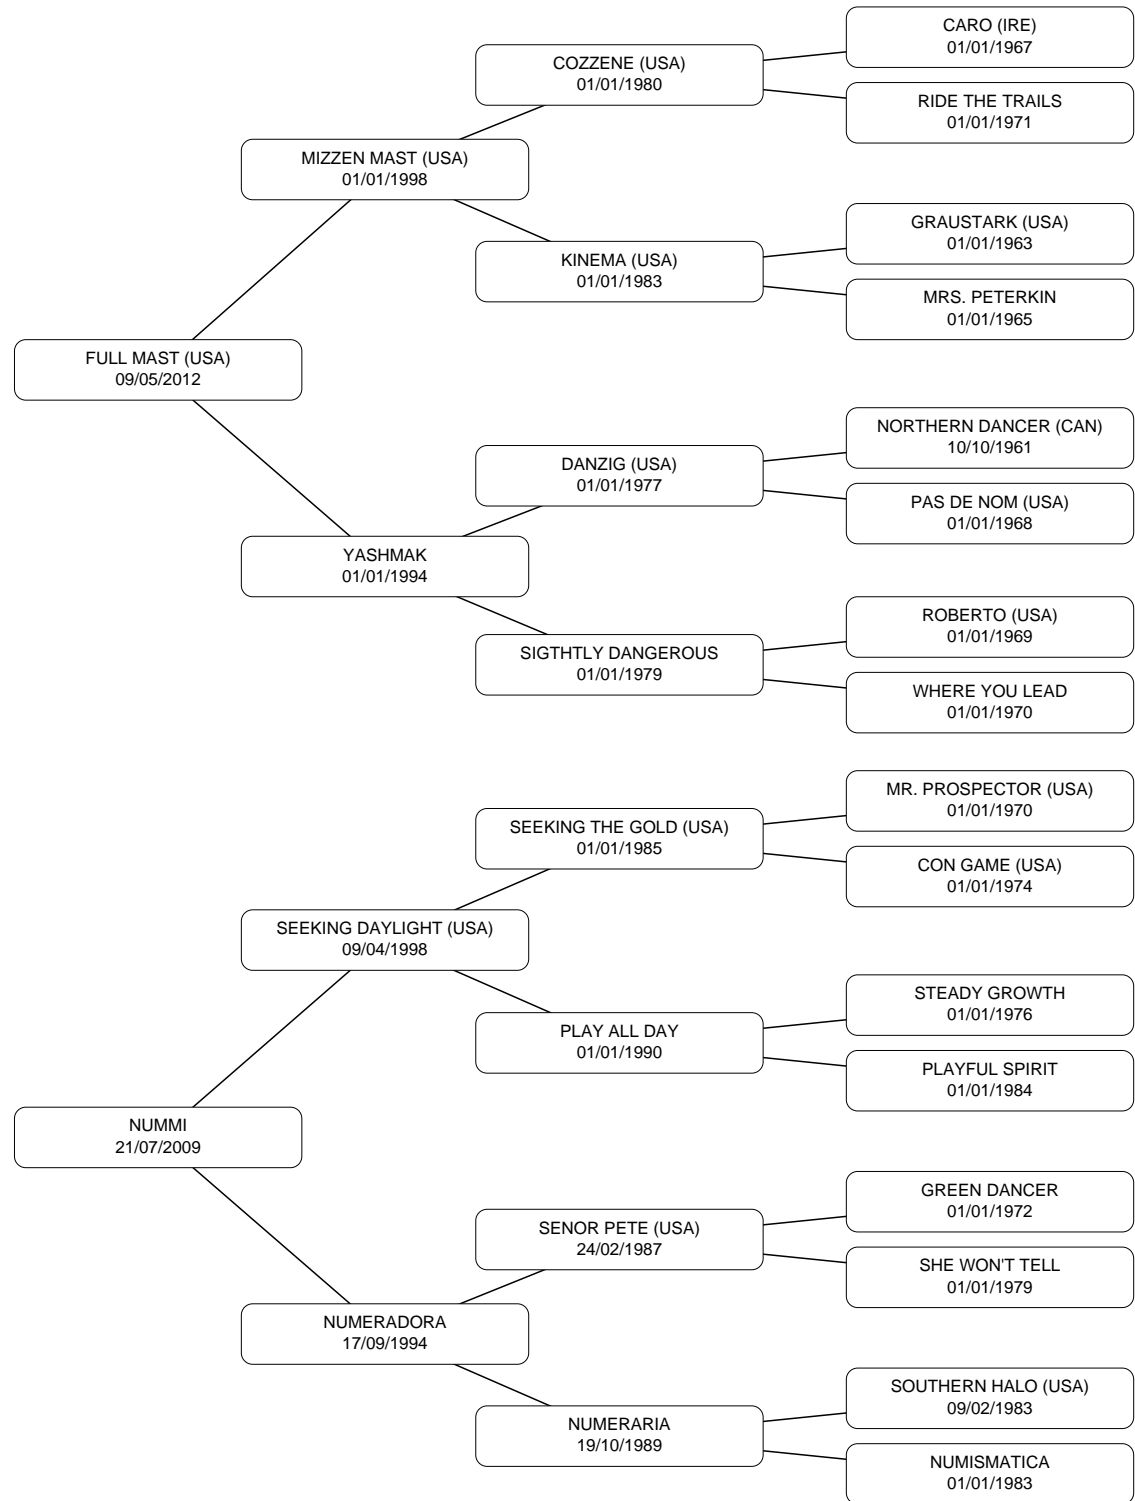 CARO (IRE)
01/01/1967
COZZENE (USA)
01/01/1980
RIDE THE TRAILS
01/01/1971
MIZZEN MAST (USA)
01/01/1998
GRAUSTARK (USA)
01/01/1963
KINEMA (USA)
01/01/1983
MRS. PETERKIN
01/01/1965
FULL MAST (USA)
09/05/2012
NORTHERN DANCER (CAN)
10/10/1961
DANZIG (USA)
01/01/1977
PAS DE NOM (USA)
01/01/1968
YASHMAK
01/01/1994
ROBERTO (USA)
01/01/1969
SIGTHTLY DANGEROUS
01/01/1979
WHERE YOU LEAD
01/01/1970
MR. PROSPECTOR (USA)
01/01/1970
SEEKING THE GOLD (USA)
01/01/1985
CON GAME (USA)
01/01/1974
SEEKING DAYLIGHT (USA)
09/04/1998
STEADY GROWTH
01/01/1976
PLAY ALL DAY
01/01/1990
PLAYFUL SPIRIT
01/01/1984
NUMMI
21/07/2009
GREEN DANCER
01/01/1972
SENOR PETE (USA)
24/02/1987
SHE WON'T TELL
01/01/1979
NUMERADORA
17/09/1994
SOUTHERN HALO (USA)
09/02/1983
NUMERARIA
19/10/1989
NUMISMATICA
01/01/1983